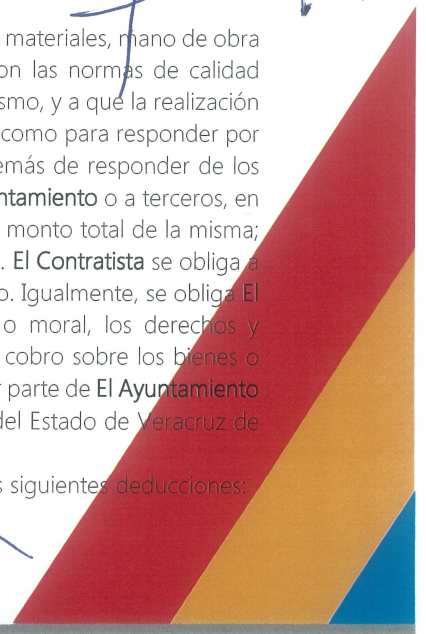 materiales, mano de obra
on las normas de calidad
ismo, y a que la realización
como para responder por
emás de responder de los
ntamiento o a terceros, en
monto total de la misma;
. El Contratista se obliga a
o. Igualmente, se obliga El
o moral, los derechos y
cobro sobre los bienes o
r parte de El Ayuntamiento
del Estado de Veracruz de
s siguientes deducciones: